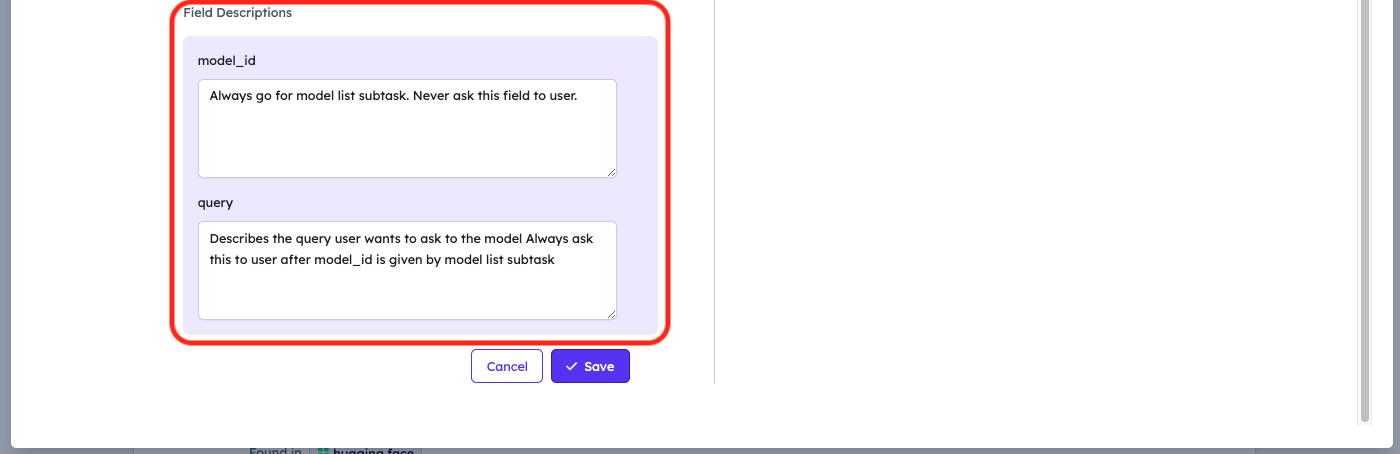 Field Descriptions
model_id
Always go for model list subtask. Never ask this field to user.
query
Describes the query user wants to ask to the model Always ask
this to user after model_id is given by model list subtask
Cancel
Save
Found in hugging face